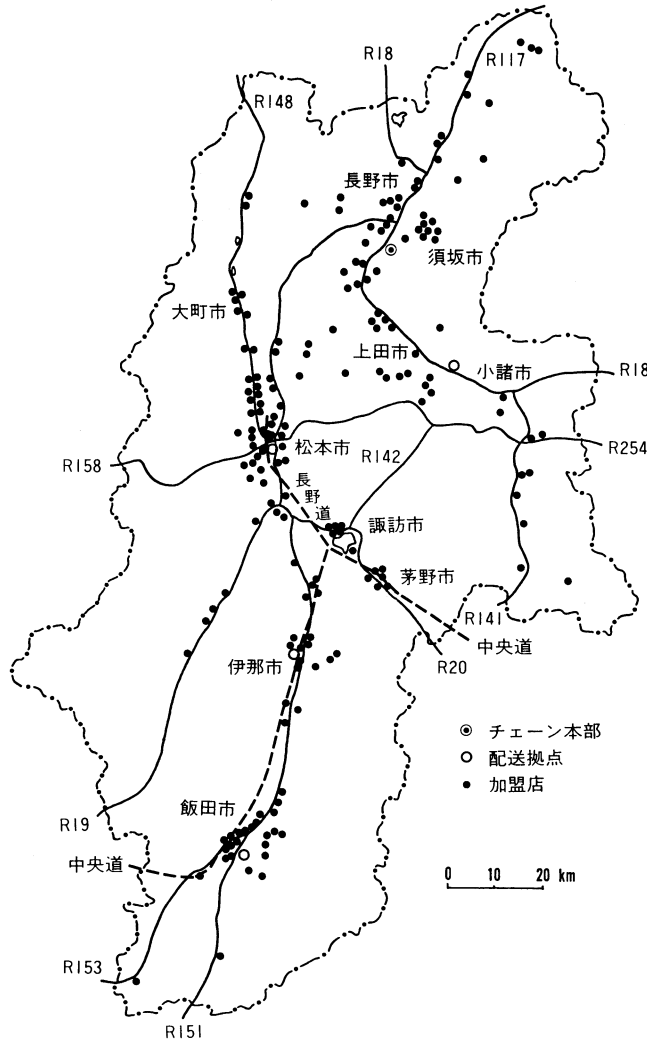 R117
R18
R148
長野市
須坂市
大町市
上田市
小諸市
R18
松本市
R142
R254
R158
長野道
諏訪市
茅野市
R141
中央道
伊那市
R20
チェーン本部
配送拠点
加盟店
飯田市
R19
中央道
0 10 20 km
R153
R151